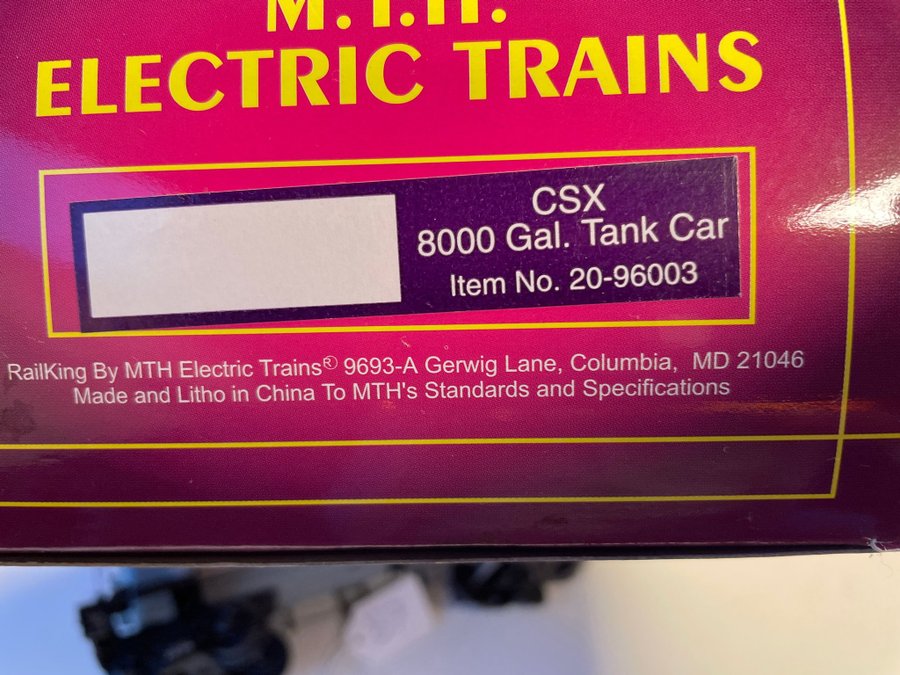 M.T.H.
ELECTRIC TRAINS
CSX
8000 Gal. Tank Car
Item No. 20-96003
RailKing By MTH Electric Trains® 9693-A Gerwig Lane, Columbia, MD 21046
Made and Litho in China To MTH's Standards and Specifications